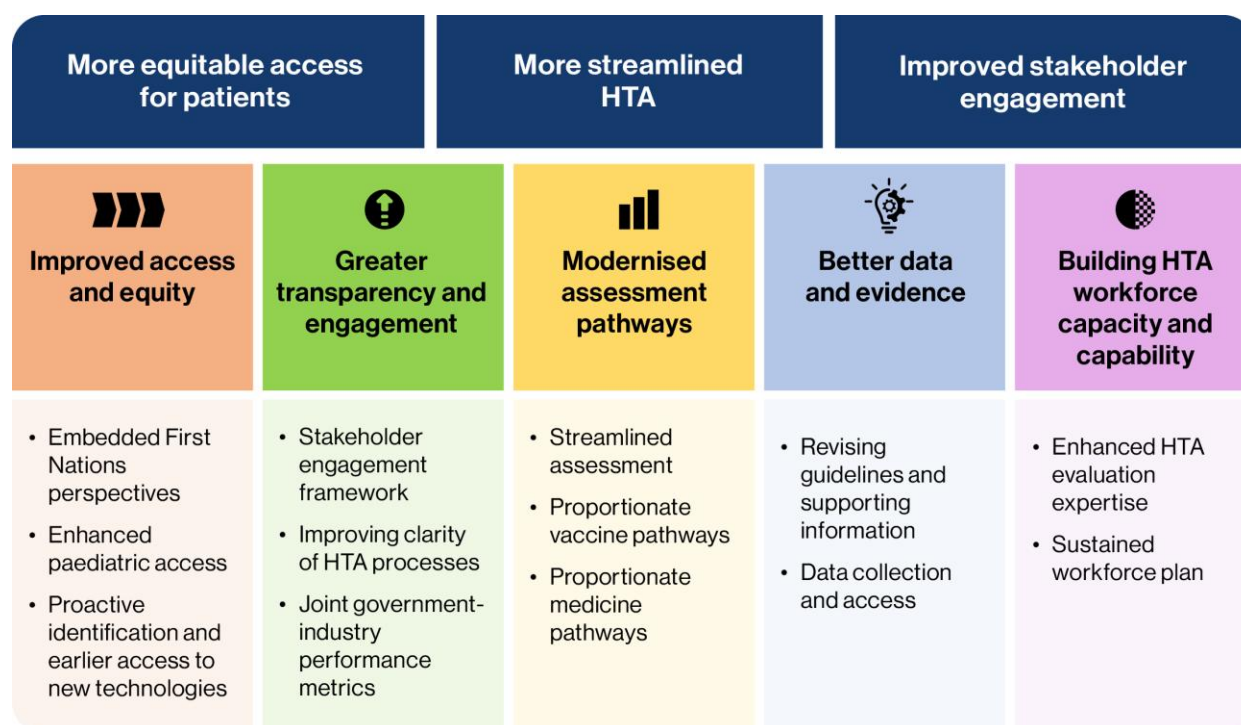 More equitable access
for patients
More streamlined
HTA
Improved stakeholder
engagement
Improved access
and equity
Greater
transparency and
engagement
Modernised
assessment
pathways
Better data
and evidence
Building HTA
workforce
capacity and
capability
• Embedded First
Nations
perspectives
• Enhanced
paediatric access
• Proactive
identification and
earlier access to
new technologies
• Stakeholder
engagement
framework
• Improving clarity
of HTA processes
• Joint government-
industry
performance
metrics
• Streamlined
assessment
• Proportionate
vaccine pathways
• Proportionate
medicine
pathways
• Revising
guidelines and
supporting
information
• Data collection
and access
• Enhanced HTA
evaluation
expertise
• Sustained
workforce plan